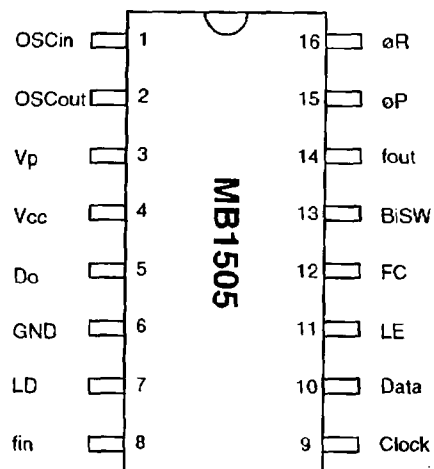 OSCin 1 16 øR
OSCout 2 15 øP
Vp 3 14 fout
Vcc 4 13 BiSW
Do 5 12 FC
GND 6 11 LE
LD 7 10 Data
fin 8 9 Clock
MB1505